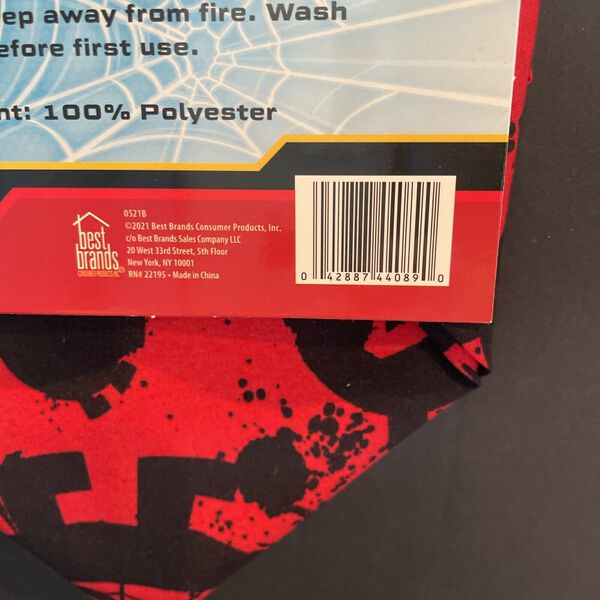 ep away from fire. Wash
efore first use.
nt: 100% Polyester
best
brands
CONSUMER PRODUCTS INC
®
0S21B
©2021 Best Brands Consumer Products, Inc.
c/o Best Brands Sales Company LLC
20 West 33rd Street, 5th Floor
New York, NY 10001
RN# 22195 • Made in China
0 42887 44089 0